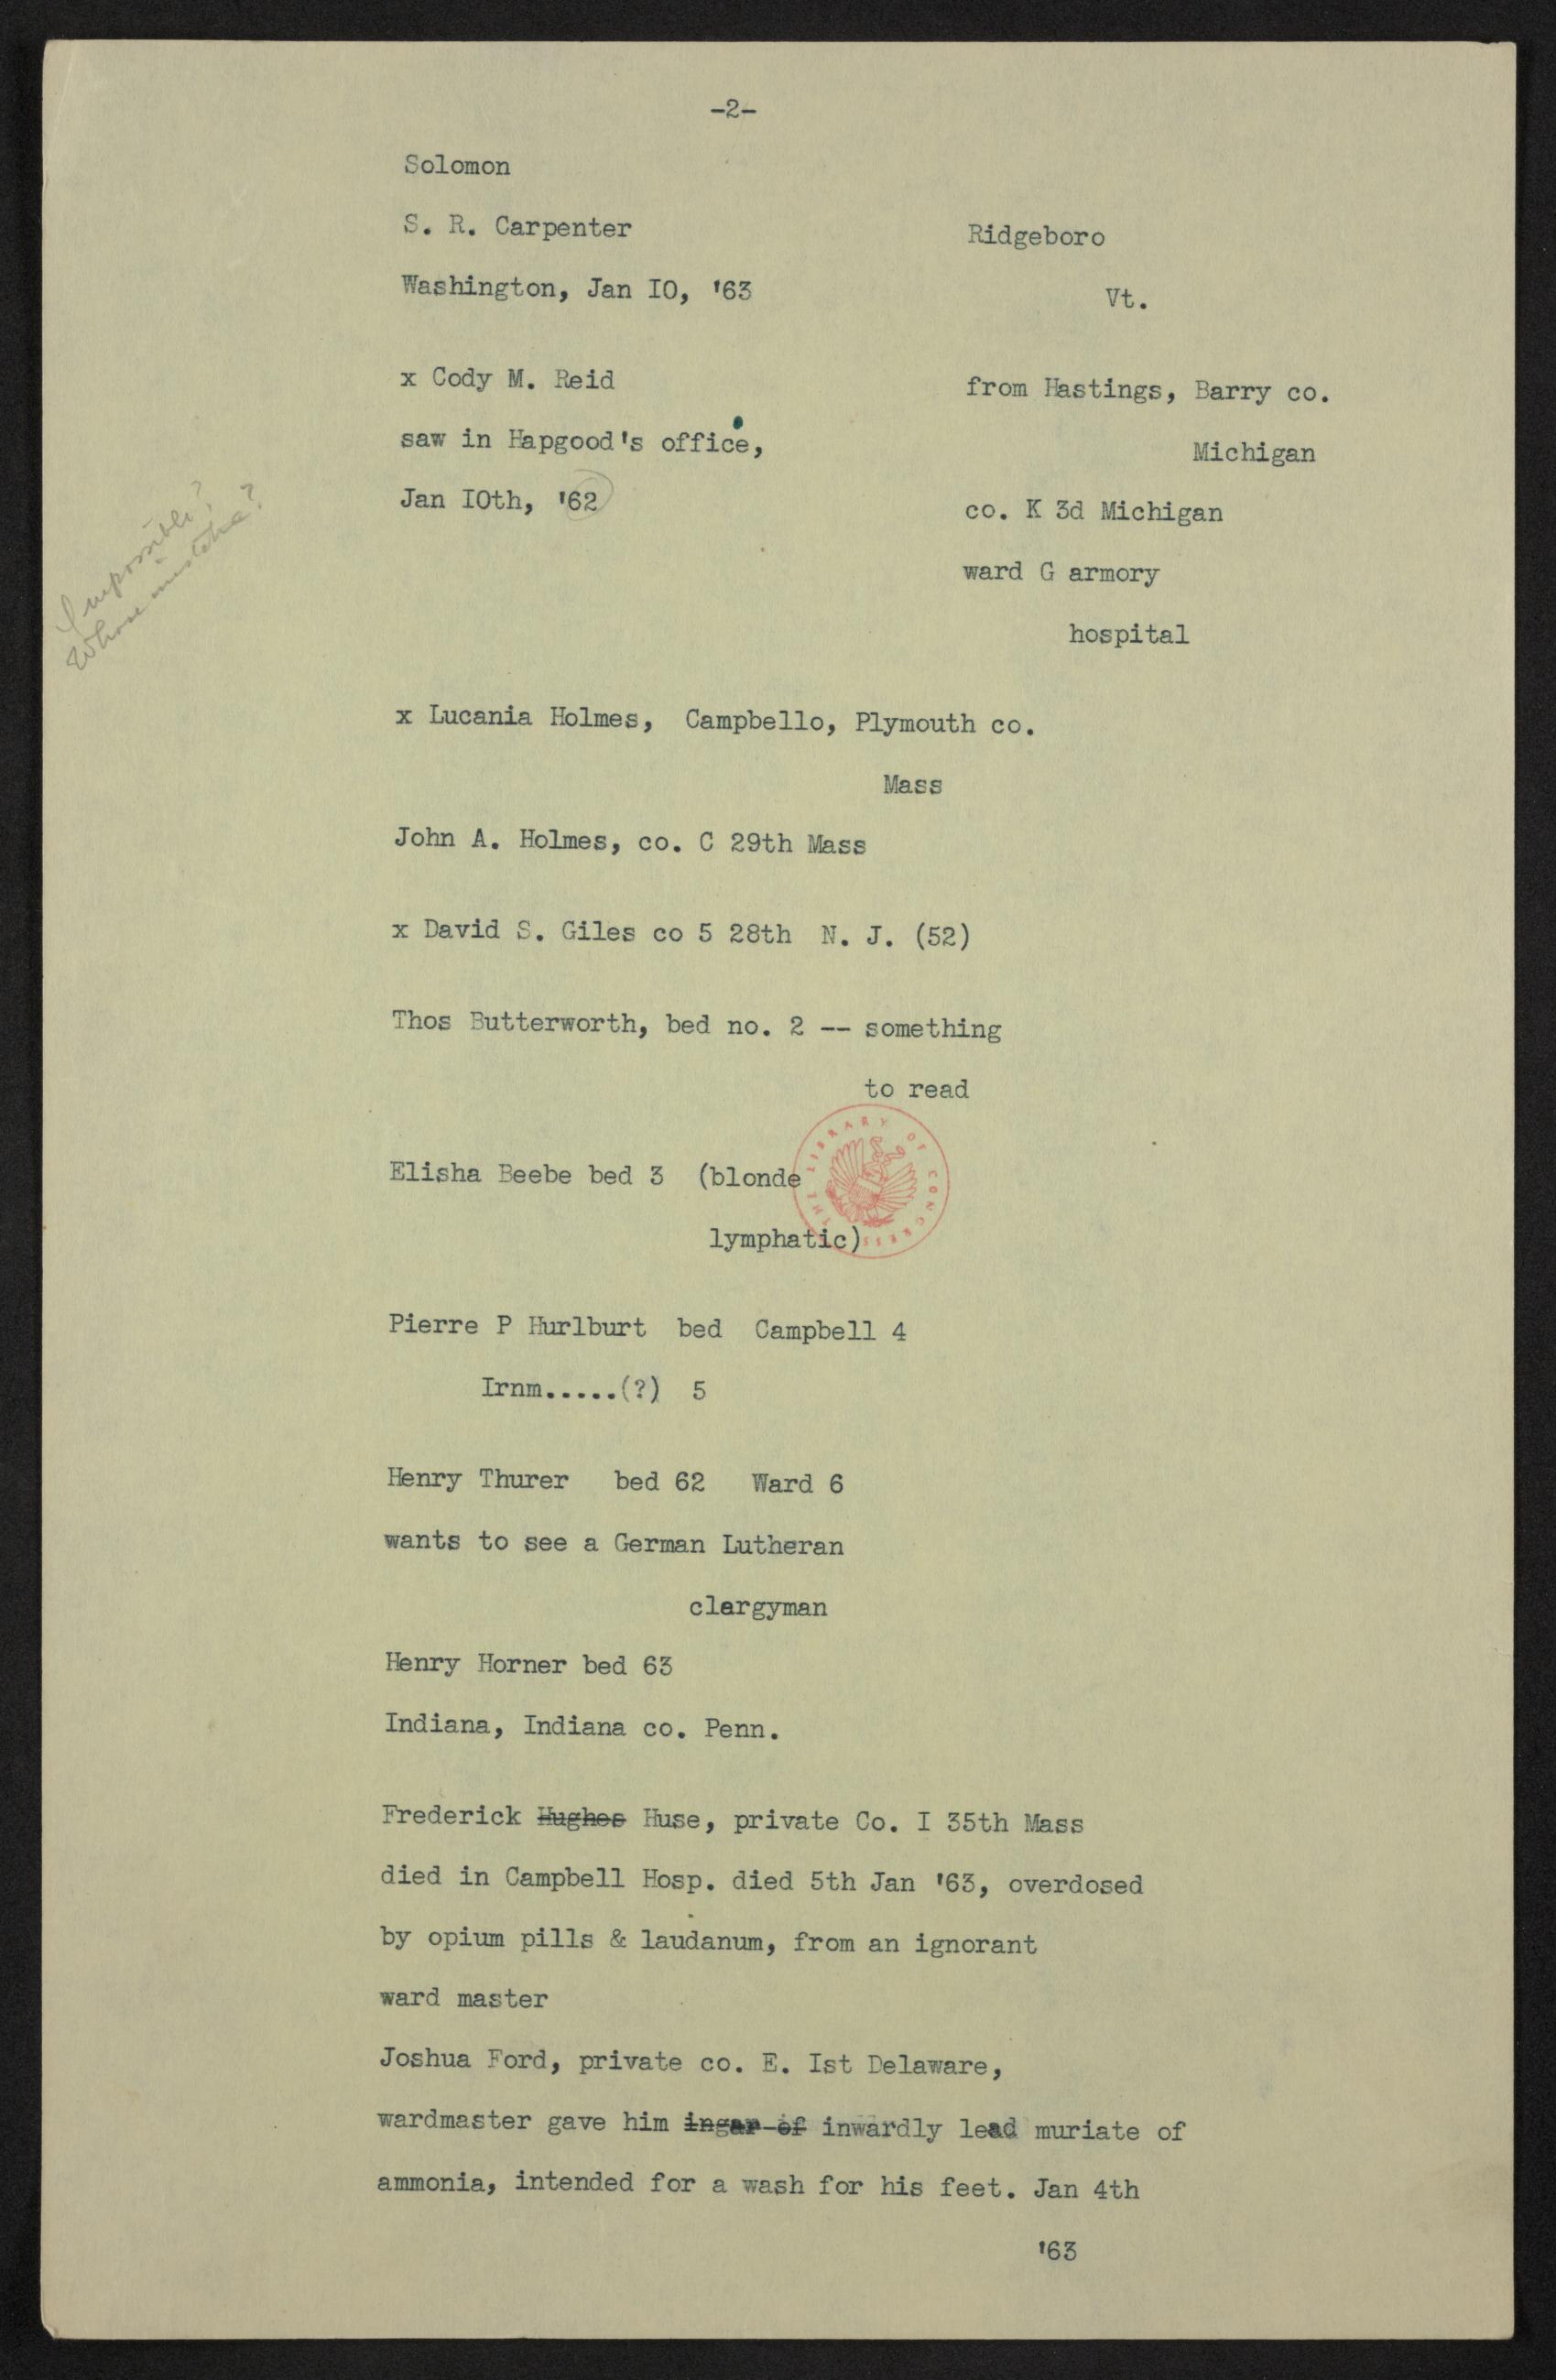 -2-
Solomon
S. R. Carpenter
Ridgeboro
Washington, Jan IO, '63
Vt.
x Cody M. Reid
from Hastings, Barry co.
saw in Hapgood's office,
Michigan
Jan IOth, '62
co. K 3d Michigan
ward G armory
hospital
Impossible?
Whose mistake?
x Lucania Holmes, Campbello, Plymouth co.
Mass
John A. Holmes, co. C 29th Mass
x David S. Giles co 5 28th N. J. (52)
Thos Butterworth, bed no. 2 -- something
to read
THE LIBRARY OF CONGRESS
Elisha Beebe bed 3 (blonde
lymphatic)
Pierre P Hurlburt bed Campbell 4
Irnm.....(?) 5
Henry Thurer bed 62 Ward 6
wants to see a German Lutheran
clergyman
Henry Horner bed 63
Indiana, Indiana co. Penn.
Frederick Hughes Huse, private Co. I 35th Mass
died in Campbell Hosp. died 5th Jan '63, overdosed
by opium pills & laudanum, from an ignorant
ward master
Joshua Ford, private co. E. Ist Delaware,
wardmaster gave him ingar of inwardly lead muriate of
ammonia, intended for a wash for his feet. Jan 4th
'63